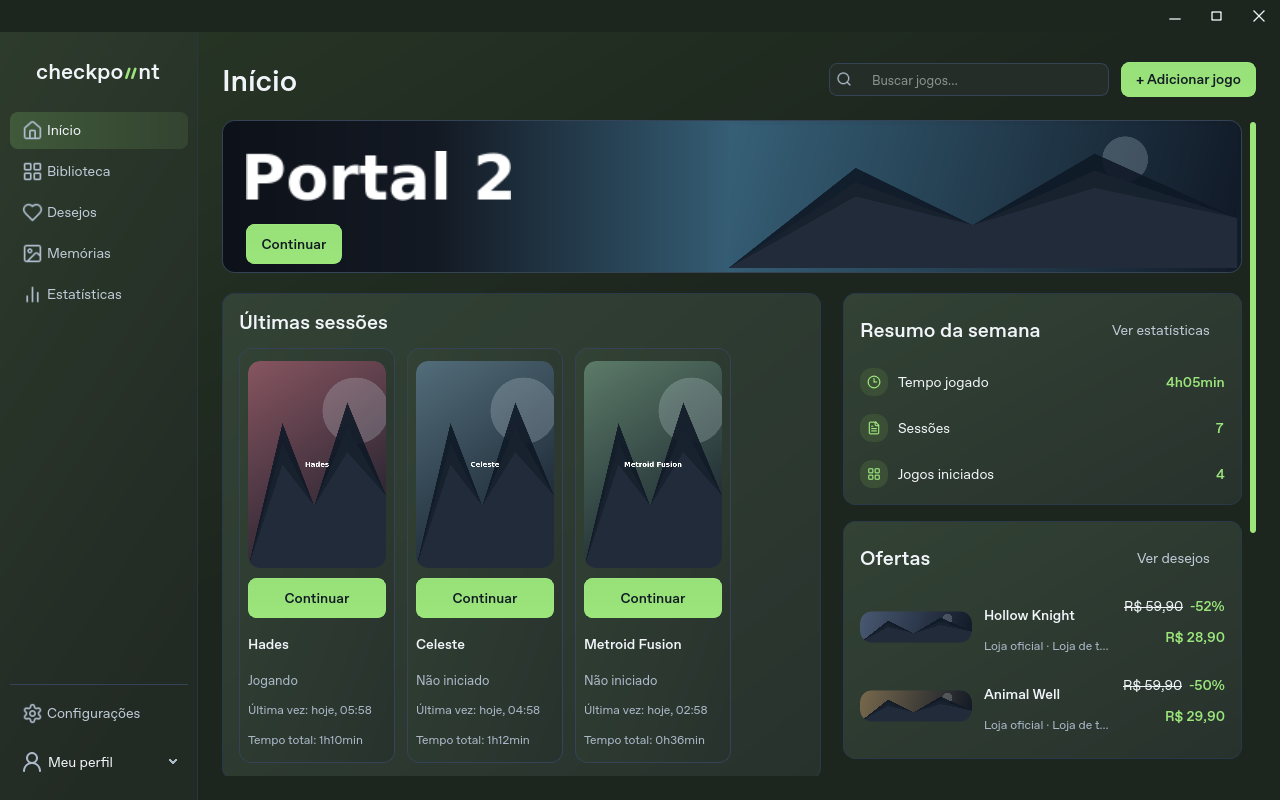 checkpoıınt
Início
Biblioteca
Desejos
Memórias
Estatísticas
Configurações
Meu perfil
Início
Buscar jogos...
+ Adicionar jogo
Portal 2
Continuar
Últimas sessões
Hades
Continuar
Hades
Jogando
Última vez: hoje, 05:58
Tempo total: 1h10min
Celeste
Continuar
Celeste
Não iniciado
Última vez: hoje, 04:58
Tempo total: 1h12min
Metroid Fusion
Continuar
Metroid Fusion
Não iniciado
Última vez: hoje, 02:58
Tempo total: 0h36min
Resumo da semana
Ver estatísticas
Tempo jogado 4h05min
Sessões 7
Jogos iniciados 4
Ofertas
Ver desejos
Hollow Knight
Loja oficial · Loja de t...
R$ 59,90 -52%
R$ 28,90
Animal Well
Loja oficial · Loja de t...
R$ 59,90 -50%
R$ 29,90